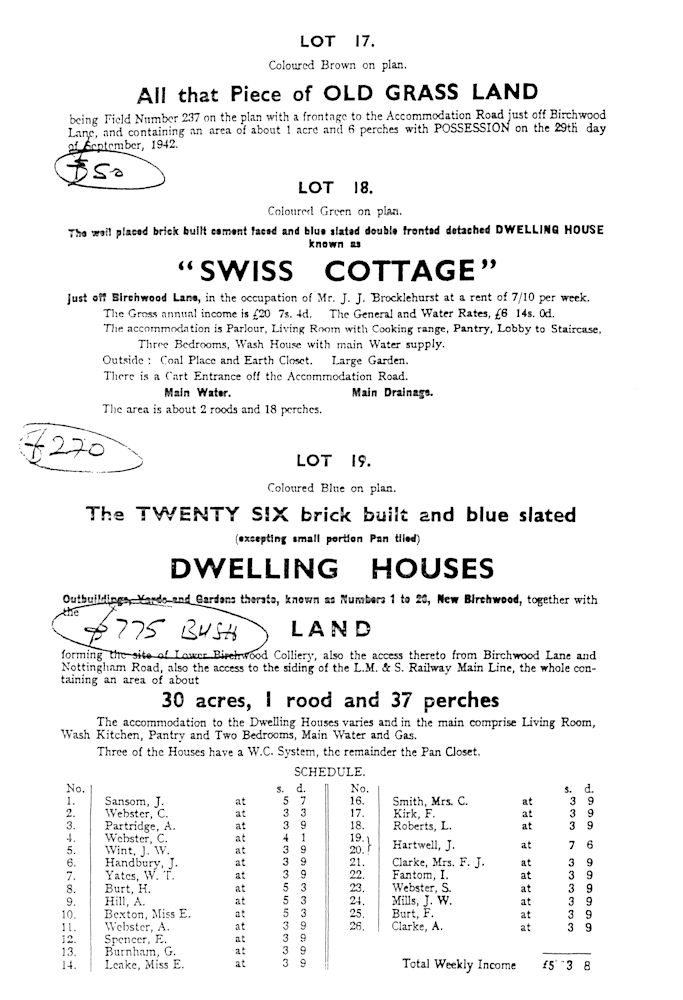 LOT 17.
Coloured Brown on plan.
All that Piece of OLD GRASS LAND
being Field Number 237 on the plan with a frontage to the Accommodation Road just off Birchwood
Lane, and containing an area of about 1 acre and 6 perches with POSSESSION on the 29th day
of September, 1942.
£50
LOT 18.
Coloured Green on plan.
The well placed brick built cement faced and blue slated double fronted detached DWELLING HOUSE
known as
“SWISS COTTAGE”
just off Birchwood Lane, in the occupation of Mr. J. J. Brocklehurst at a rent of 7/10 per week.
The Gross annual income is £20 7s. 4d. The General and Water Rates, £6 14s. 0d.
The accommodation is Parlour, Living Room with Cooking range, Pantry, Lobby to Staircase,
Three Bedrooms, Wash House with main Water supply.
Outside : Coal Place and Earth Closet. Large Garden.
There is a Cart Entrance off the Accommodation Road.
Main Water. Main Drainage.
The area is about 2 roods and 18 perches.
£270
LOT 19.
Coloured Blue on plan.
The TWENTY SIX brick built and blue slated
(excepting small portion Pan tiled)
DWELLING HOUSES
Outbuildings, Yards and Gardens thereto, known as Numbers 1 to 26, New Birchwood, together with
the
£775 BUSH
LAND
forming the site of Lower Birchwood Colliery, also the access thereto from Birchwood Lane and
Nottingham Road, also the access to the siding of the L.M. & S. Railway Main Line, the whole con-
taining an area of about
30 acres, 1 rood and 37 perches
The accommodation to the Dwelling Houses varies and in the main comprise Living Room,
Wash Kitchen, Pantry and Two Bedrooms, Main Water and Gas.
Three of the Houses have a W.C. System, the remainder the Pan Closet.
SCHEDULE.
No. s. d.
1. Sansom, J. at 5 7
2. Webster, C. at 3 3
3. Partridge, A. at 3 9
4. Webster, C. at 4 1
5. Wint, J. W. at 3 9
6. Handbury, J. at 3 9
7. Yates, W. T. at 3 9
8. Burt, H. at 5 3
9. Hill, A. at 5 3
10. Bexton, Miss E. at 5 3
11. Webster, A. at 3 9
12. Spencer, E. at 3 9
13. Burnham, G. at 3 9
14. Leake, Miss E. at 3 9
No. s. d.
16. Smith, Mrs. C. at 3 9
17. Kirk, F. at 3 9
18. Roberts, L. at 3 9
19. } 20. Hartwell, J. at 7 6
21. Clarke, Mrs. F. J. at 3 9
22. Fantom, I. at 3 9
23. Webster, S. at 3 9
24. Mills, J. W. at 3 9
25. Burt, F. at 3 9
26. Clarke, A. at 3 9
Total Weekly Income £5 3 8